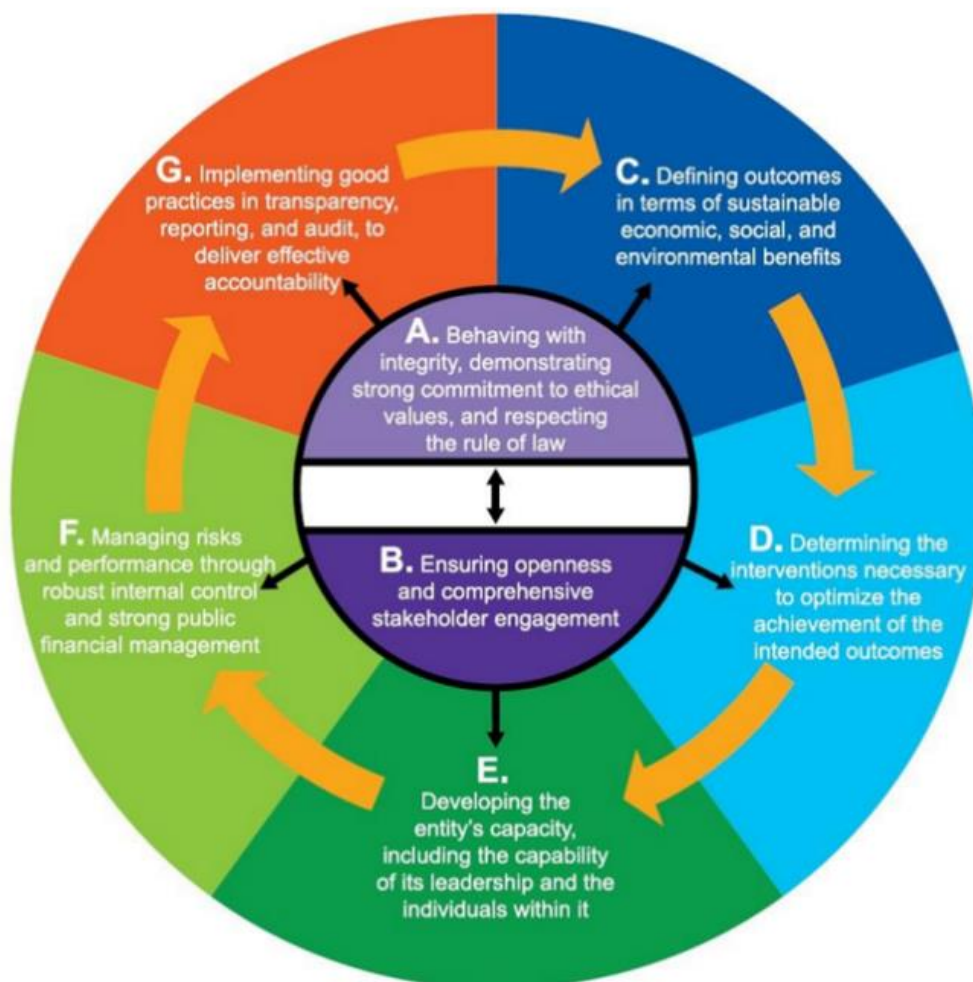 A. Behaving with
integrity, demonstrating
strong commitment to ethical
values, and respecting
the rule of law
B. Ensuring openness
and comprehensive
stakeholder engagement
C. Defining outcomes
in terms of sustainable
economic, social, and
environmental benefits
D. Determining the
interventions necessary
to optimize the
achievement of the
intended outcomes
E.
Developing the
entity's capacity,
including the capability
of its leadership and the
individuals within it
F. Managing risks
and performance through
robust internal control
and strong public
financial management
G. Implementing good
practices in transparency,
reporting, and audit, to
deliver effective
accountability